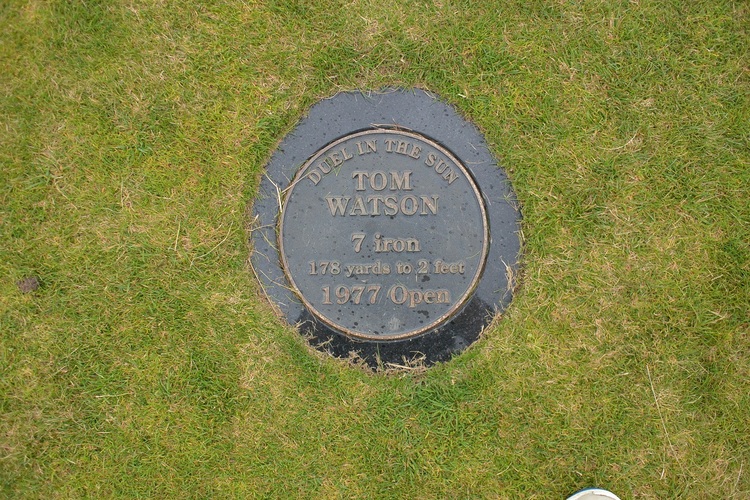 DUEL IN THE SUN
TOM
WATSON
7 iron
178 yards to 2 feet
1977 Open